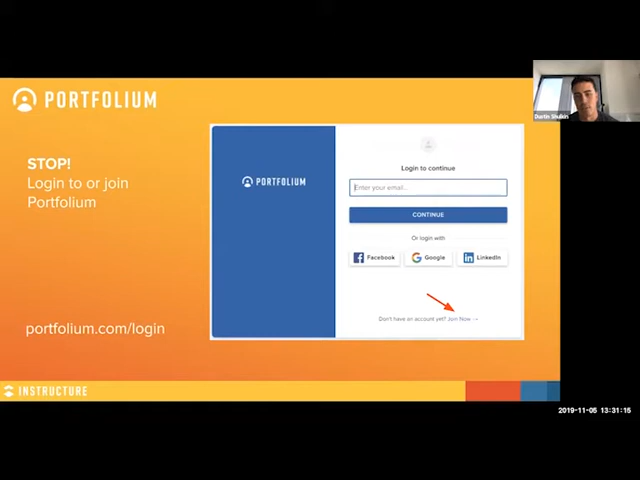 PORTFOLIUM
STOP!
Login to or join
Portfolium
portfolium.com/login
PORTFOLIUM
Login to continue
Enter your email...
CONTINUE
Or login with
Facebook
Google
LinkedIn
Don't have an account yet? Join Now →
INSTRUCTURE
Dustin Shulkin
2019-11-05 13:31:15